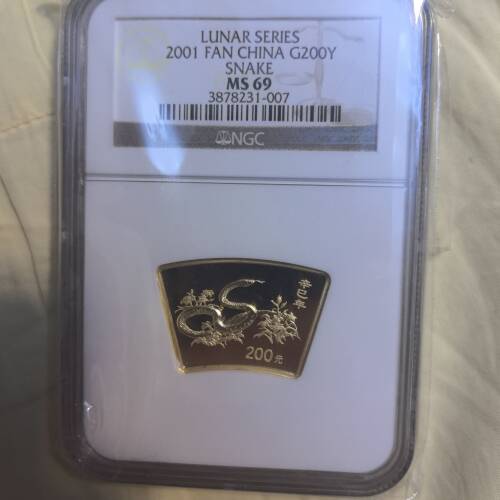 LUNAR SERIES
2001 FAN CHINA G200Y
SNAKE
MS 69
3878231-007
NGC
辛巳年
200元